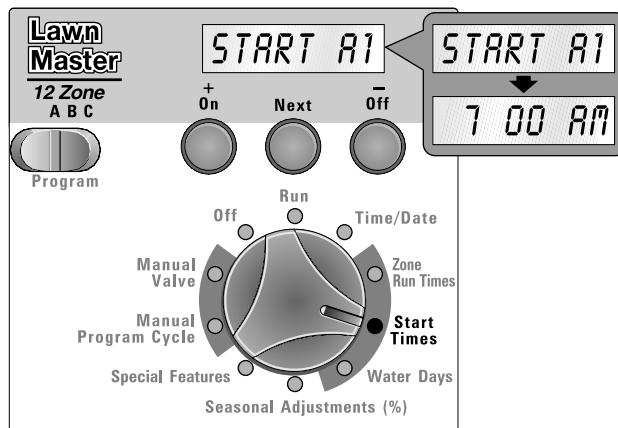 Lawn
Master
12 Zone
A B C
Program
START A1
START A1
7 00 AM
+
On
Next
−
Off
Run
Off
Time/Date
Manual
Valve
Zone
Run Times
Manual
Program Cycle
Start
Times
Special Features
Water Days
Seasonal Adjustments (%)